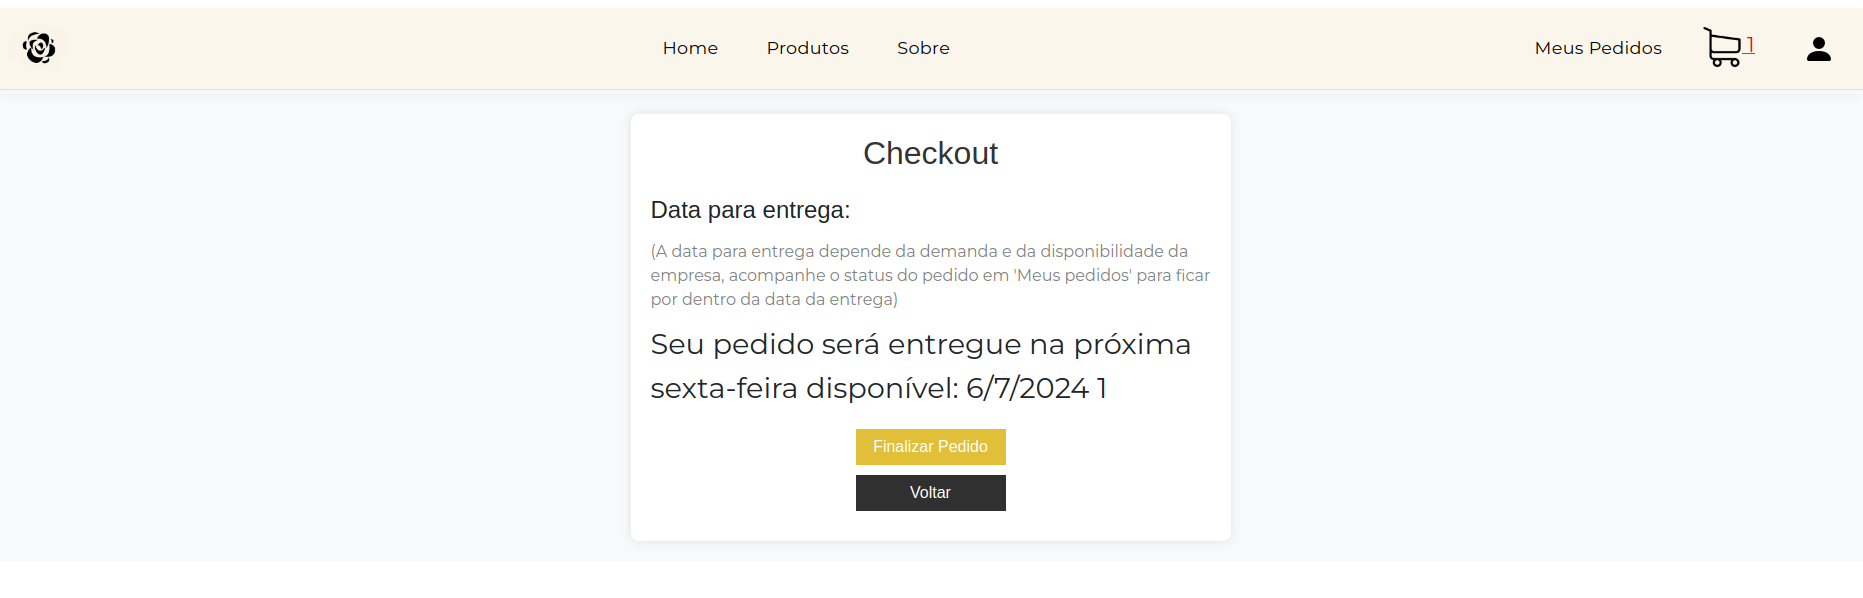 Home Produtos Sobre Meus Pedidos 1
Checkout
Data para entrega:
(A data para entrega depende da demanda e da disponibilidade da
empresa, acompanhe o status do pedido em 'Meus pedidos' para ficar
por dentro da data da entrega)
Seu pedido será entregue na próxima
sexta-feira disponível: 6/7/2024 1
Finalizar Pedido
Voltar